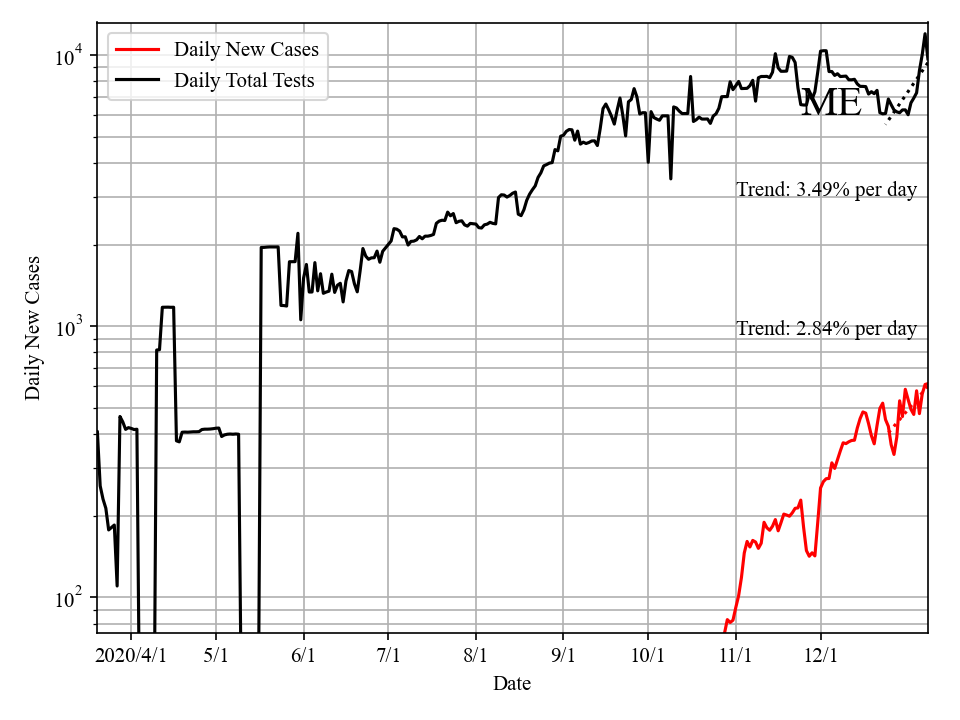 Daily New Cases
Daily Total Tests
10^4
ME
Trend: 3.49% per day
10^3
Trend: 2.84% per day
10^2
Daily New Cases
2020/4/1 5/1 6/1 7/1 8/1 9/1 10/1 11/1 12/1
Date